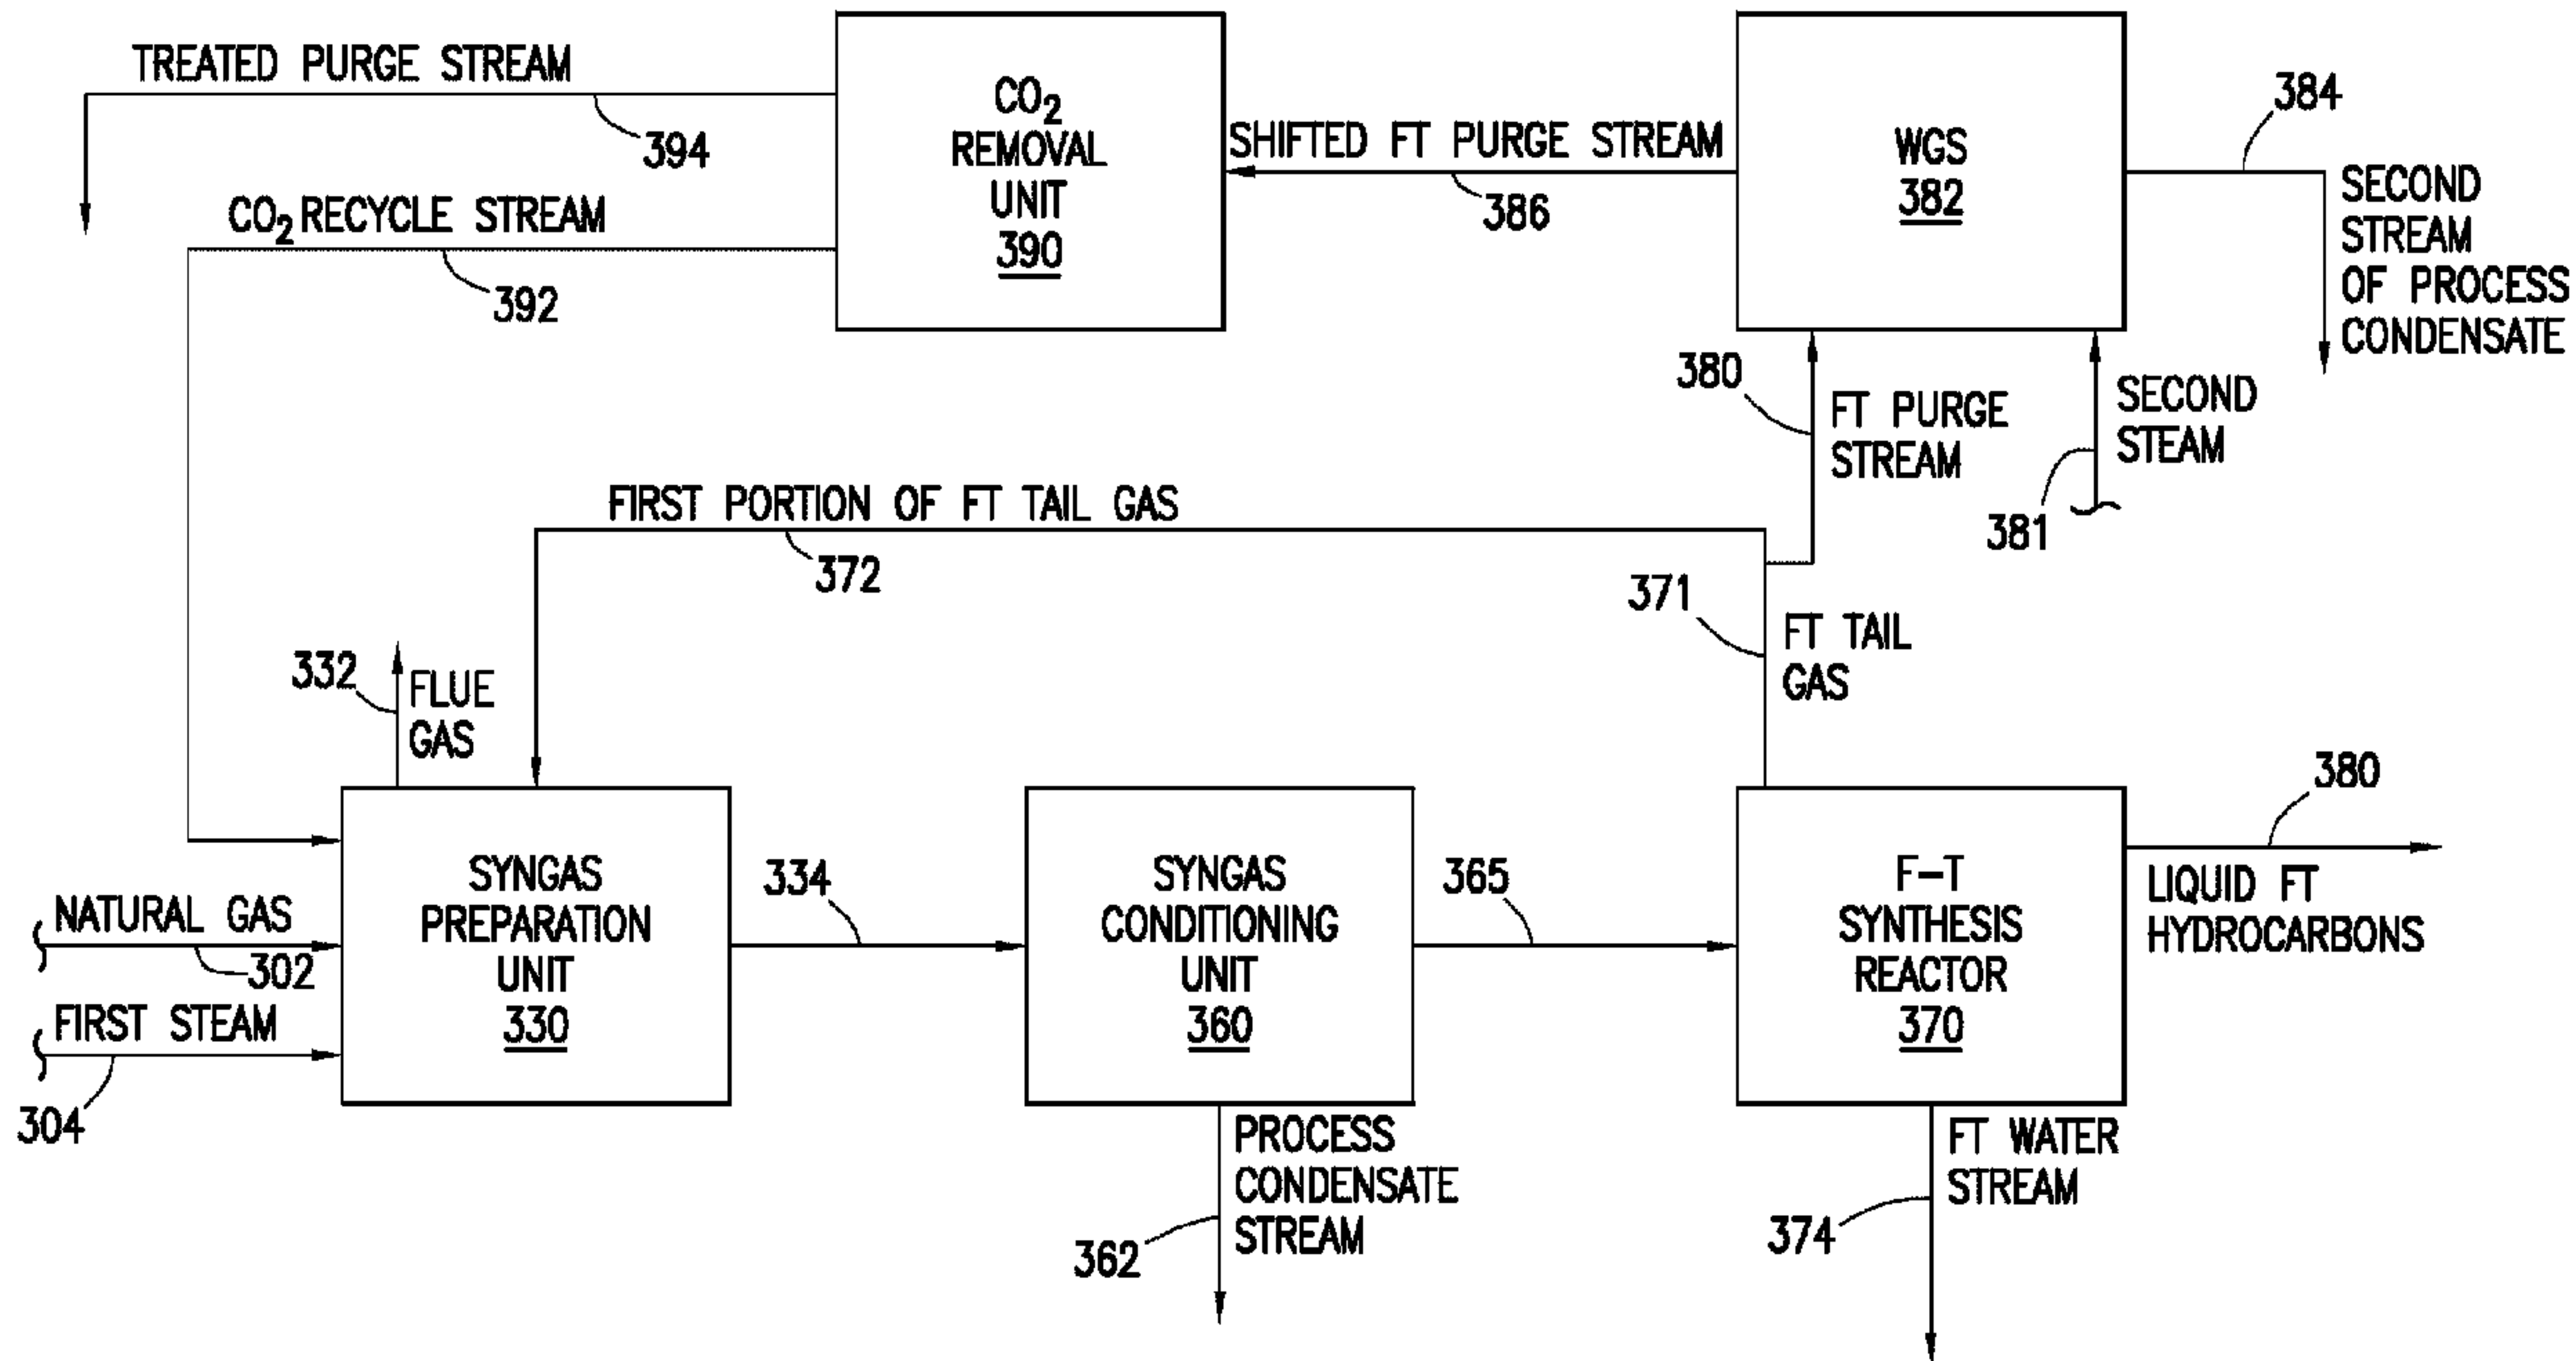 TREATED PURGE STREAM
394
CO2 RECYCLE STREAM
392
CO2
REMOVAL
UNIT
390
SHIFTED FT PURGE STREAM
386
WGS
382
384
SECOND
STREAM
OF PROCESS
CONDENSATE
380
FT PURGE
STREAM
SECOND
STEAM
381
FIRST PORTION OF FT TAIL GAS
372
371
FT TAIL
GAS
332
FLUE
GAS
NATURAL GAS
302
FIRST STEAM
304
SYNGAS
PREPARATION
UNIT
330
334
SYNGAS
CONDITIONING
UNIT
360
365
F-T
SYNTHESIS
REACTOR
370
380
LIQUID FT
HYDROCARBONS
PROCESS
CONDENSATE
STREAM
362
FT WATER
STREAM
374